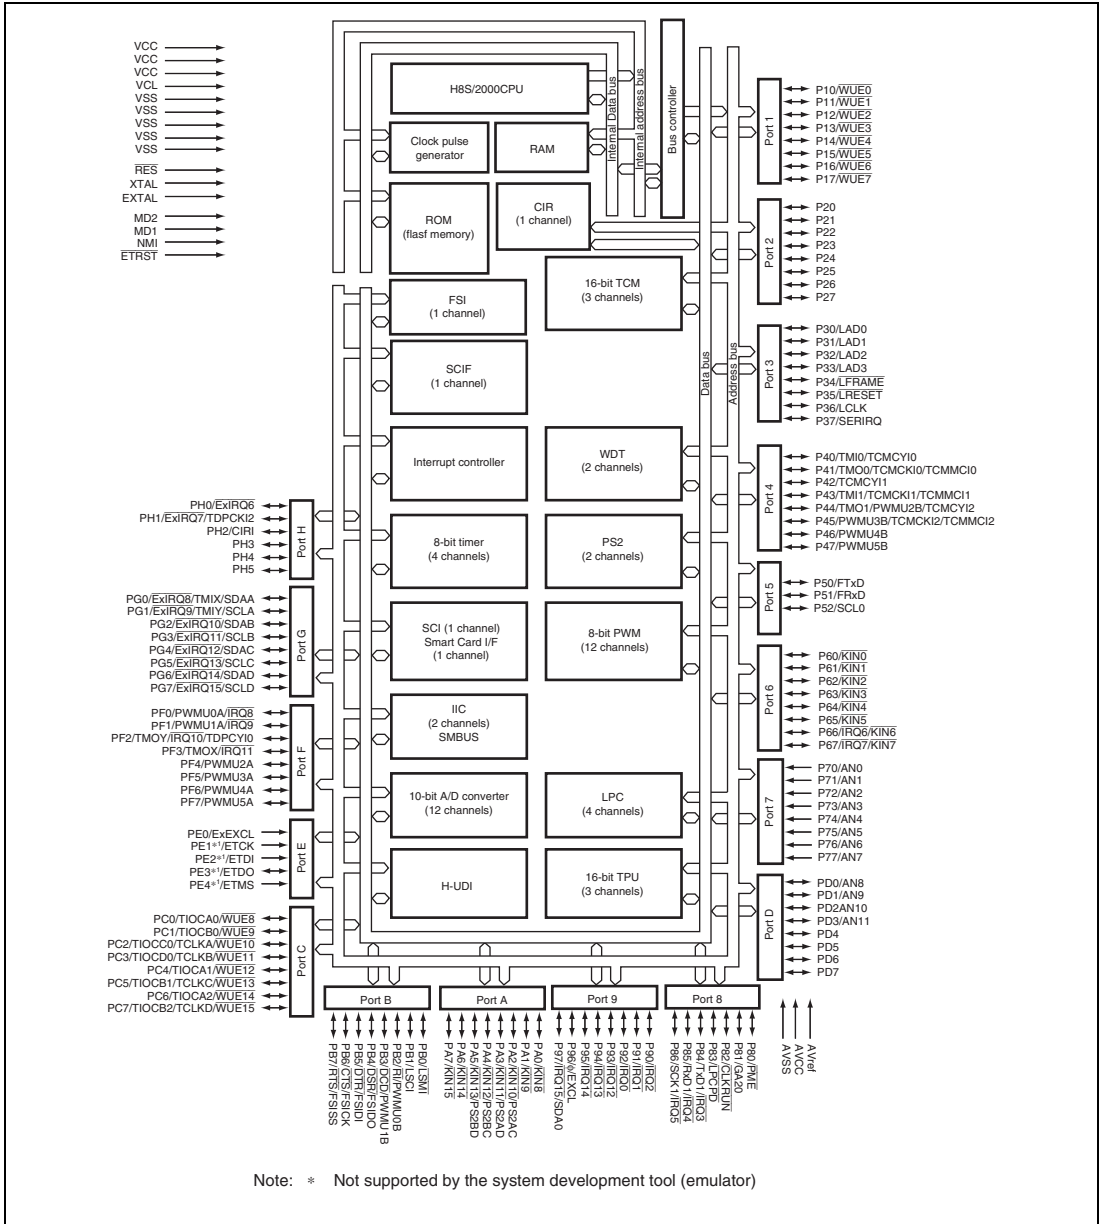 VCC
VCC
VCC
VCL
VSS
VSS
VSS
VSS
VSS
RES
XTAL
EXTAL
MD2
MD1
NMI
ETRST
H8S/2000CPU
Clock pulse
generator
RAM
ROM
(flasf memory)
CIR
(1 channel)
16-bit TCM
(3 channels)
FSI
(1 channel)
SCIF
(1 channel)
Interrupt controller
WDT
(2 channels)
8-bit timer
(4 channels)
PS2
(2 channels)
SCI (1 channel)
Smart Card I/F
(1 channel)
8-bit PWM
(12 channels)
IIC
(2 channels)
SMBUS
10-bit A/D converter
(12 channels)
LPC
(4 channels)
H-UDI
16-bit TPU
(3 channels)
Internal Data bus
Internal address bus
Bus controller
Data bus
Address bus
Port 1
P10/WUE0
P11/WUE1
P12/WUE2
P13/WUE3
P14/WUE4
P15/WUE5
P16/WUE6
P17/WUE7
Port 2
P20
P21
P22
P23
P24
P25
P26
P27
Port 3
P30/LAD0
P31/LAD1
P32/LAD2
P33/LAD3
P34/LFRAME
P35/LRESET
P36/LCLK
P37/SERIRQ
Port 4
P40/TMI0/TCMCYI0
P41/TMO0/TCMCKI0/TCMMCI0
P42/TCMCYI1
P43/TMI1/TCMCKI1/TCMMCI1
P44/TMO1/PWMU2B/TCMCYI2
P45/PWMU3B/TCMCKI2/TCMMCI2
P46/PWMU4B
P47/PWMU5B
Port 5
P50/FTxD
P51/FRxD
P52/SCL0
Port 6
P60/KIN0
P61/KIN1
P62/KIN2
P63/KIN3
P64/KIN4
P65/KIN5
P66/IRQ6/KIN6
P67/IRQ7/KIN7
Port 7
P70/AN0
P71/AN1
P72/AN2
P73/AN3
P74/AN4
P75/AN5
P76/AN6
P77/AN7
Port D
PD0/AN8
PD1/AN9
PD2AN10
PD3/AN11
PD4
PD5
PD6
PD7
PH0/ExIRQ6
PH1/ExIRQ7/TDPCKI2
PH2/CIRI
PH3
PH4
PH5
Port H
PG0/ExIRQ8/TMIX/SDAA
PG1/ExIRQ9/TMIY/SCLA
PG2/ExIRQ10/SDAB
PG3/ExIRQ11/SCLB
PG4/ExIRQ12/SDAC
PG5/ExIRQ13/SCLC
PG6/ExIRQ14/SDAD
PG7/ExIRQ15/SCLD
Port G
PF0/PWMU0A/IRQ8
PF1/PWMU1A/IRQ9
PF2/TMOY/IRQ10/TDPCYI0
PF3/TMOX/IRQ11
PF4/PWMU2A
PF5/PWMU3A
PF6/PWMU4A
PF7/PWMU5A
Port F
PE0/ExEXCL
PE1*1/ETCK
PE2*1/ETDI
PE3*1/ETDO
PE4*1/ETMS
Port E
PC0/TIOCA0/WUE8
PC1/TIOCB0/WUE9
PC2/TIOCC0/TCLKA/WUE10
PC3/TIOCD0/TCLKB/WUE11
PC4/TIOCA1/WUE12
PC5/TIOCB1/TCLKC/WUE13
PC6/TIOCA2/WUE14
PC7/TIOCB2/TCLKD/WUE15
Port C
Port B
Port A
Port 9
Port 8
PB7/RTS/FSISS
PB6/CTS/FSICK
PB5/DTR/FSIDI
PB4/DSR/FSIDO
PB3/DCD/PWMU1B
PB2/RI/PWMU0B
PB1/LSCI
PB0/LSMI
PA7/KIN15
PA6/KIN14
PA5/KIN13/PS2BD
PA4/KIN12/PS2BC
PA3/KIN11/PS2AD
PA2/KIN10/PS2AC
PA1/KIN9
PA0/KIN8
P97/IRQ15/SDA0
P96/φ/EXCL
P95/IRQ14
P94/IRQ13
P93/IRQ12
P92/IRQ0
P91/IRQ1
P90/IRQ2
P86/SCK1/IRQ5
P85/RxD1/IRQ4
P84/TxD1/IRQ3
P83/LPCPD
P82/CLKRUN
P81/GA20
P80/PME
AVSS
AVCC
AVref
Note: * Not supported by the system development tool (emulator)